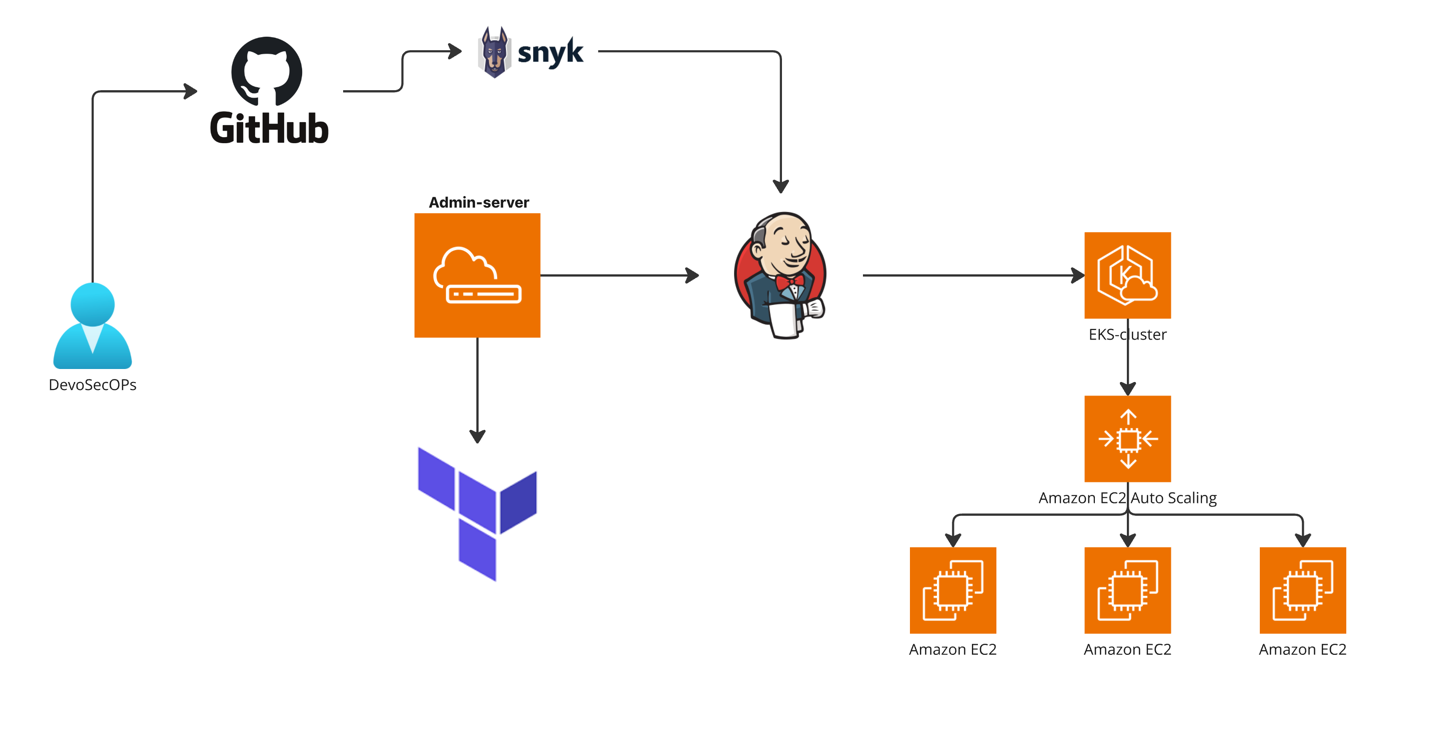 snyk
GitHub
Admin-server
DevoSecOPs
EKS-cluster
Amazon EC2 Auto Scaling
Amazon EC2
Amazon EC2
Amazon EC2